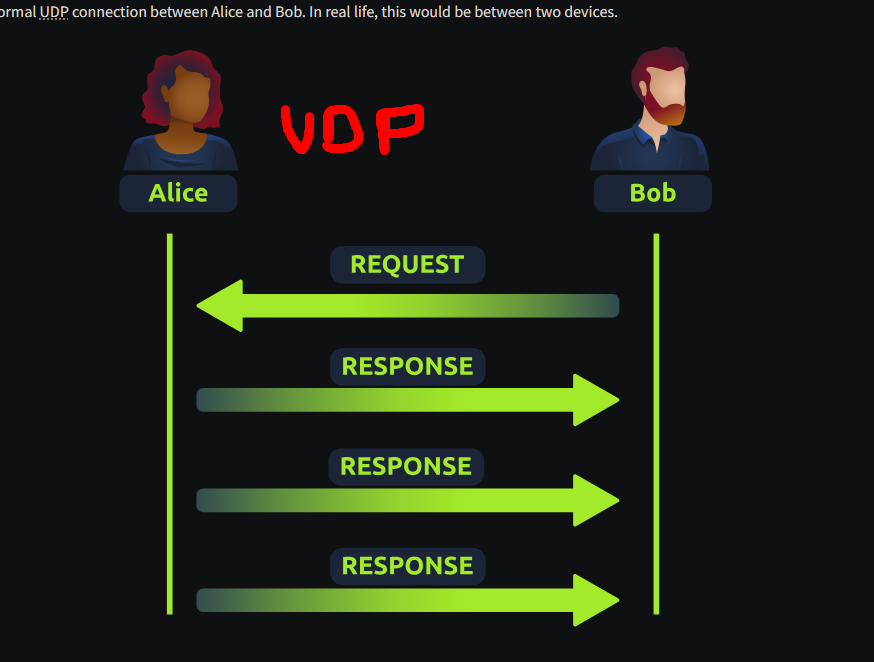 ormal UDP connection between Alice and Bob. In real life, this would be between two devices.
UDP
Alice
Bob
REQUEST
RESPONSE
RESPONSE
RESPONSE